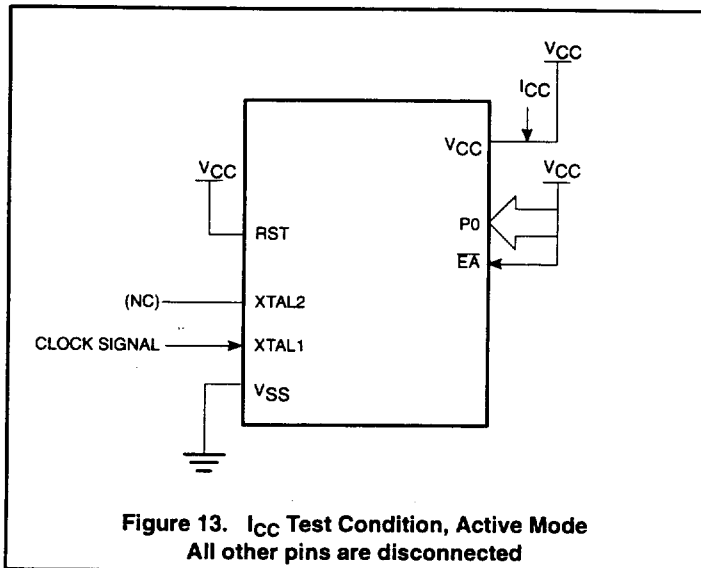 VCC
ICC
VCC
VCC
VCC
RST
P0
EA
(NC)
XTAL2
CLOCK SIGNAL
XTAL1
VSS
Figure 13. ICC Test Condition, Active Mode
All other pins are disconnected